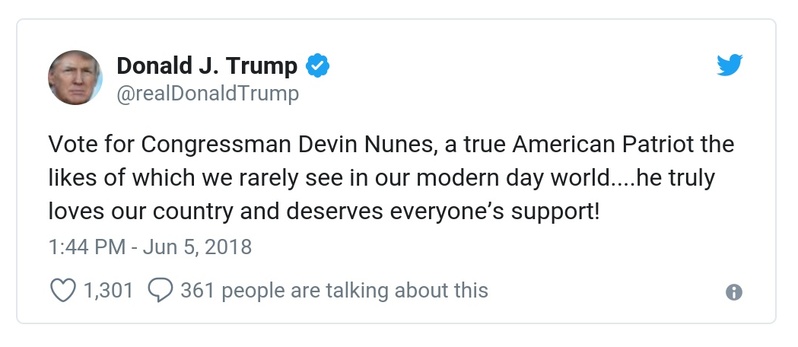 Donald J. Trump
@realDonaldTrump
Vote for Congressman Devin Nunes, a true American Patriot the
likes of which we rarely see in our modern day world....he truly
loves our country and deserves everyone’s support!
1:44 PM - Jun 5, 2018
1,301 361 people are talking about this